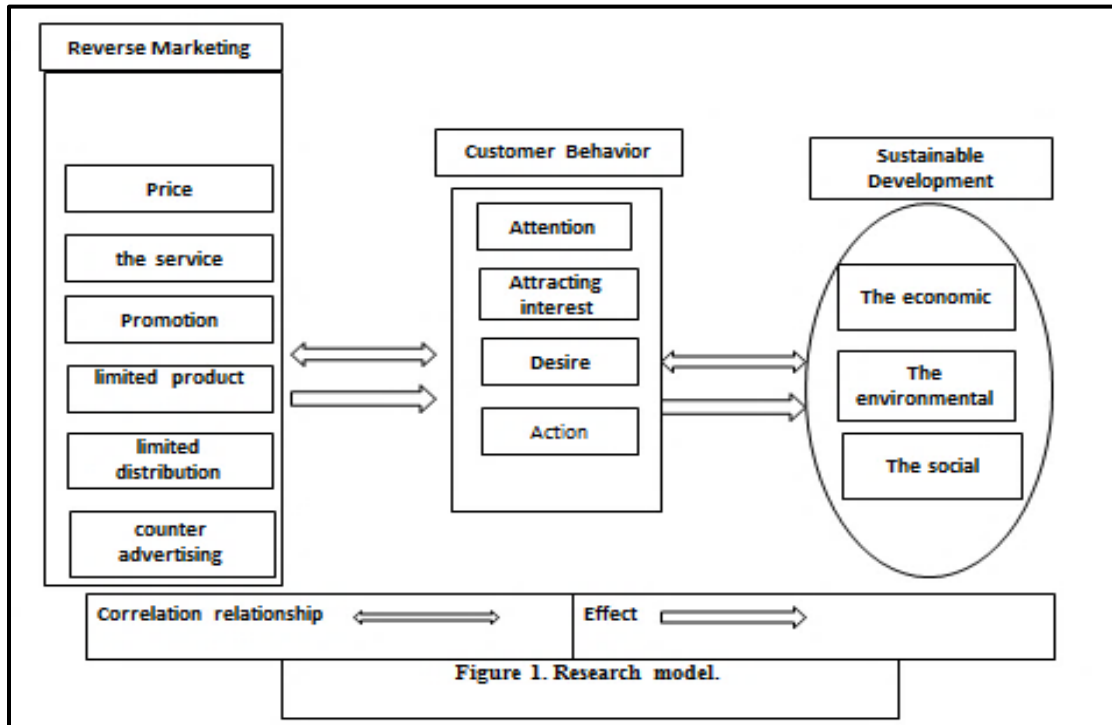 Reverse Marketing
Price
the service
Promotion
limited product
limited
distribution
counter
advertising
Customer Behavior
Attention
Attracting
interest
Desire
Action
Sustainable
Development
The economic
The
environmental
The social
Correlation relationship
Effect
Figure 1. Research model.